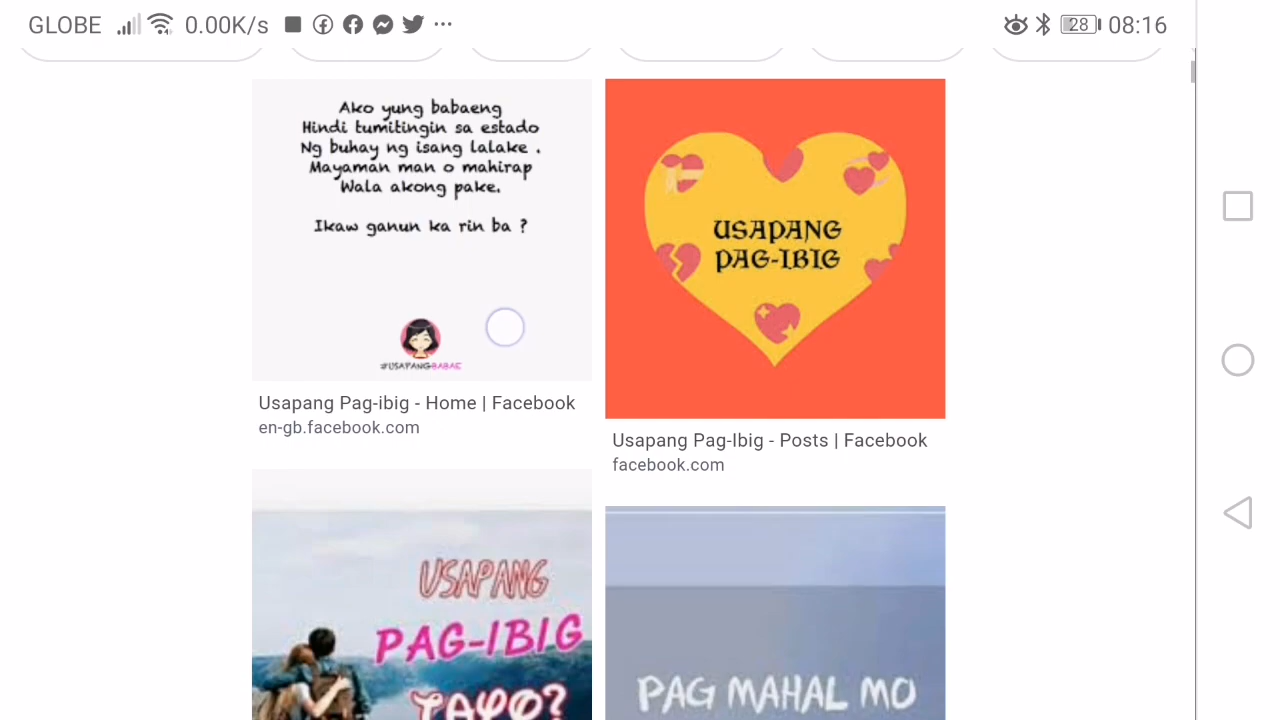 GLOBE 0.00K/s 28 08:16
Ako yung babaeng
Hindi tumitingin sa estado
Ng buhay ng isang lalake .
Mayaman man o mahirap
Wala akong pake.
Ikaw ganun ka rin ba ?
#USAPANGBABAE
Usapang Pag-ibig - Home | Facebook
en-gb.facebook.com
USAPANG
PAG-IBIG
Usapang Pag-Ibig - Posts | Facebook
facebook.com
USAPANG
PAG-IBIG
TAYO?
PAG MAHAL MO